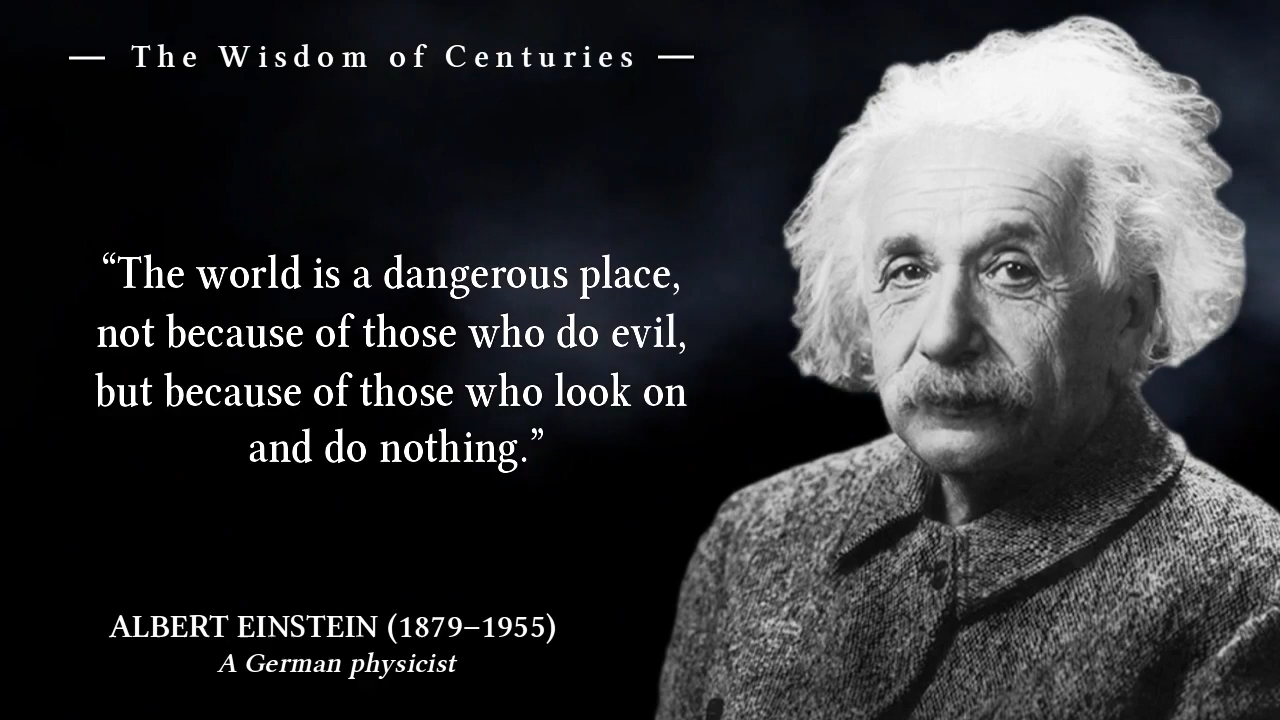 — The Wisdom of Centuries —
“The world is a dangerous place,
not because of those who do evil,
but because of those who look on
and do nothing.”
ALBERT EINSTEIN (1879–1955)
A German physicist